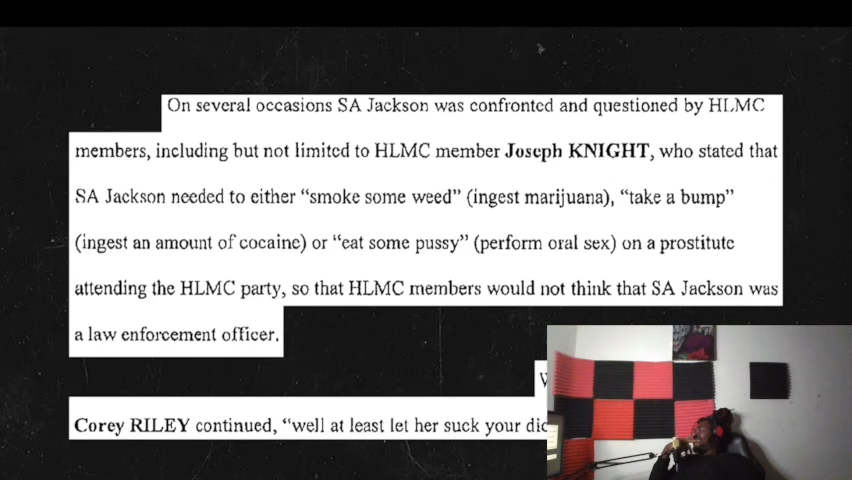 On several occasions SA Jackson was confronted and questioned by HLMC
members, including but not limited to HLMC member Joseph KNIGHT, who stated that
SA Jackson needed to either “smoke some weed” (ingest marijuana), “take a bump”
(ingest an amount of cocaine) or “eat some pussy” (perform oral sex) on a prostitute
attending the HLMC party, so that HLMC members would not think that SA Jackson was
a law enforcement officer.
Corey RILEY continued, “well at least let her suck your